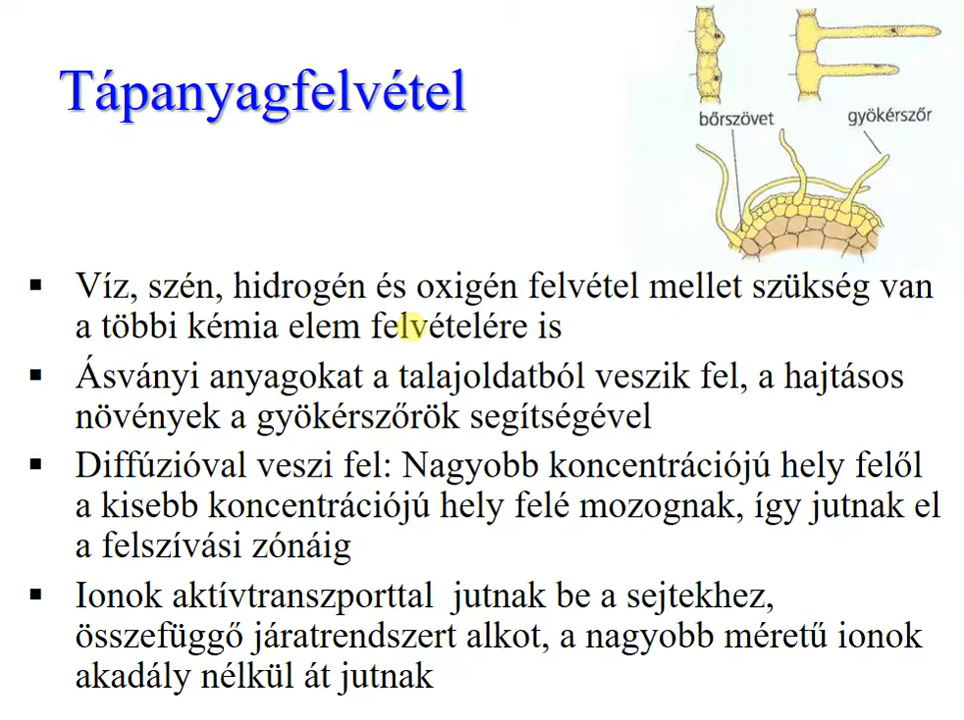 Tápanyagfelvétel
bőrszövet
gyökérszőr
▪ Víz, szén, hidrogén és oxigén felvétel mellet szükség van
a többi kémia elem felvételére is
▪ Ásványi anyagokat a talajoldatból veszik fel, a hajtásos
növények a gyökérszőrök segítségével
▪ Diffúzióval veszi fel: Nagyobb koncentrációjú hely felől
a kisebb koncentrációjú hely felé mozognak, így jutnak el
a felszívási zónáig
▪ Ionok aktívtranszporttal jutnak be a sejtekhez,
összefüggő járatrendszert alkot, a nagyobb méretű ionok
akadály nélkül át jutnak